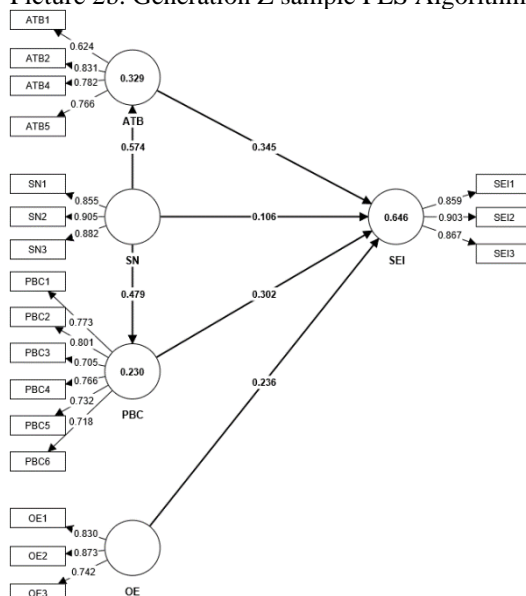 Picture 2b. Generation Z sample PLS Algorithm
ATB1
0.624
ATB2
0.831
ATB4
0.782
0.766
ATB5
0.329
ATB
0.574
0.345
SN1
0.855
SN2
0.905
SN3
0.882
SN
0.106
0.646
SEI
0.859
SEI1
0.903
SEI2
0.867
SEI3
0.479
0.302
PBC1
0.773
PBC2
0.801
PBC3
0.705
PBC4
0.766
0.732
PBC5
0.718
PBC6
0.230
PBC
0.236
OE1
0.830
OE2
0.873
0.742
OE3
OE